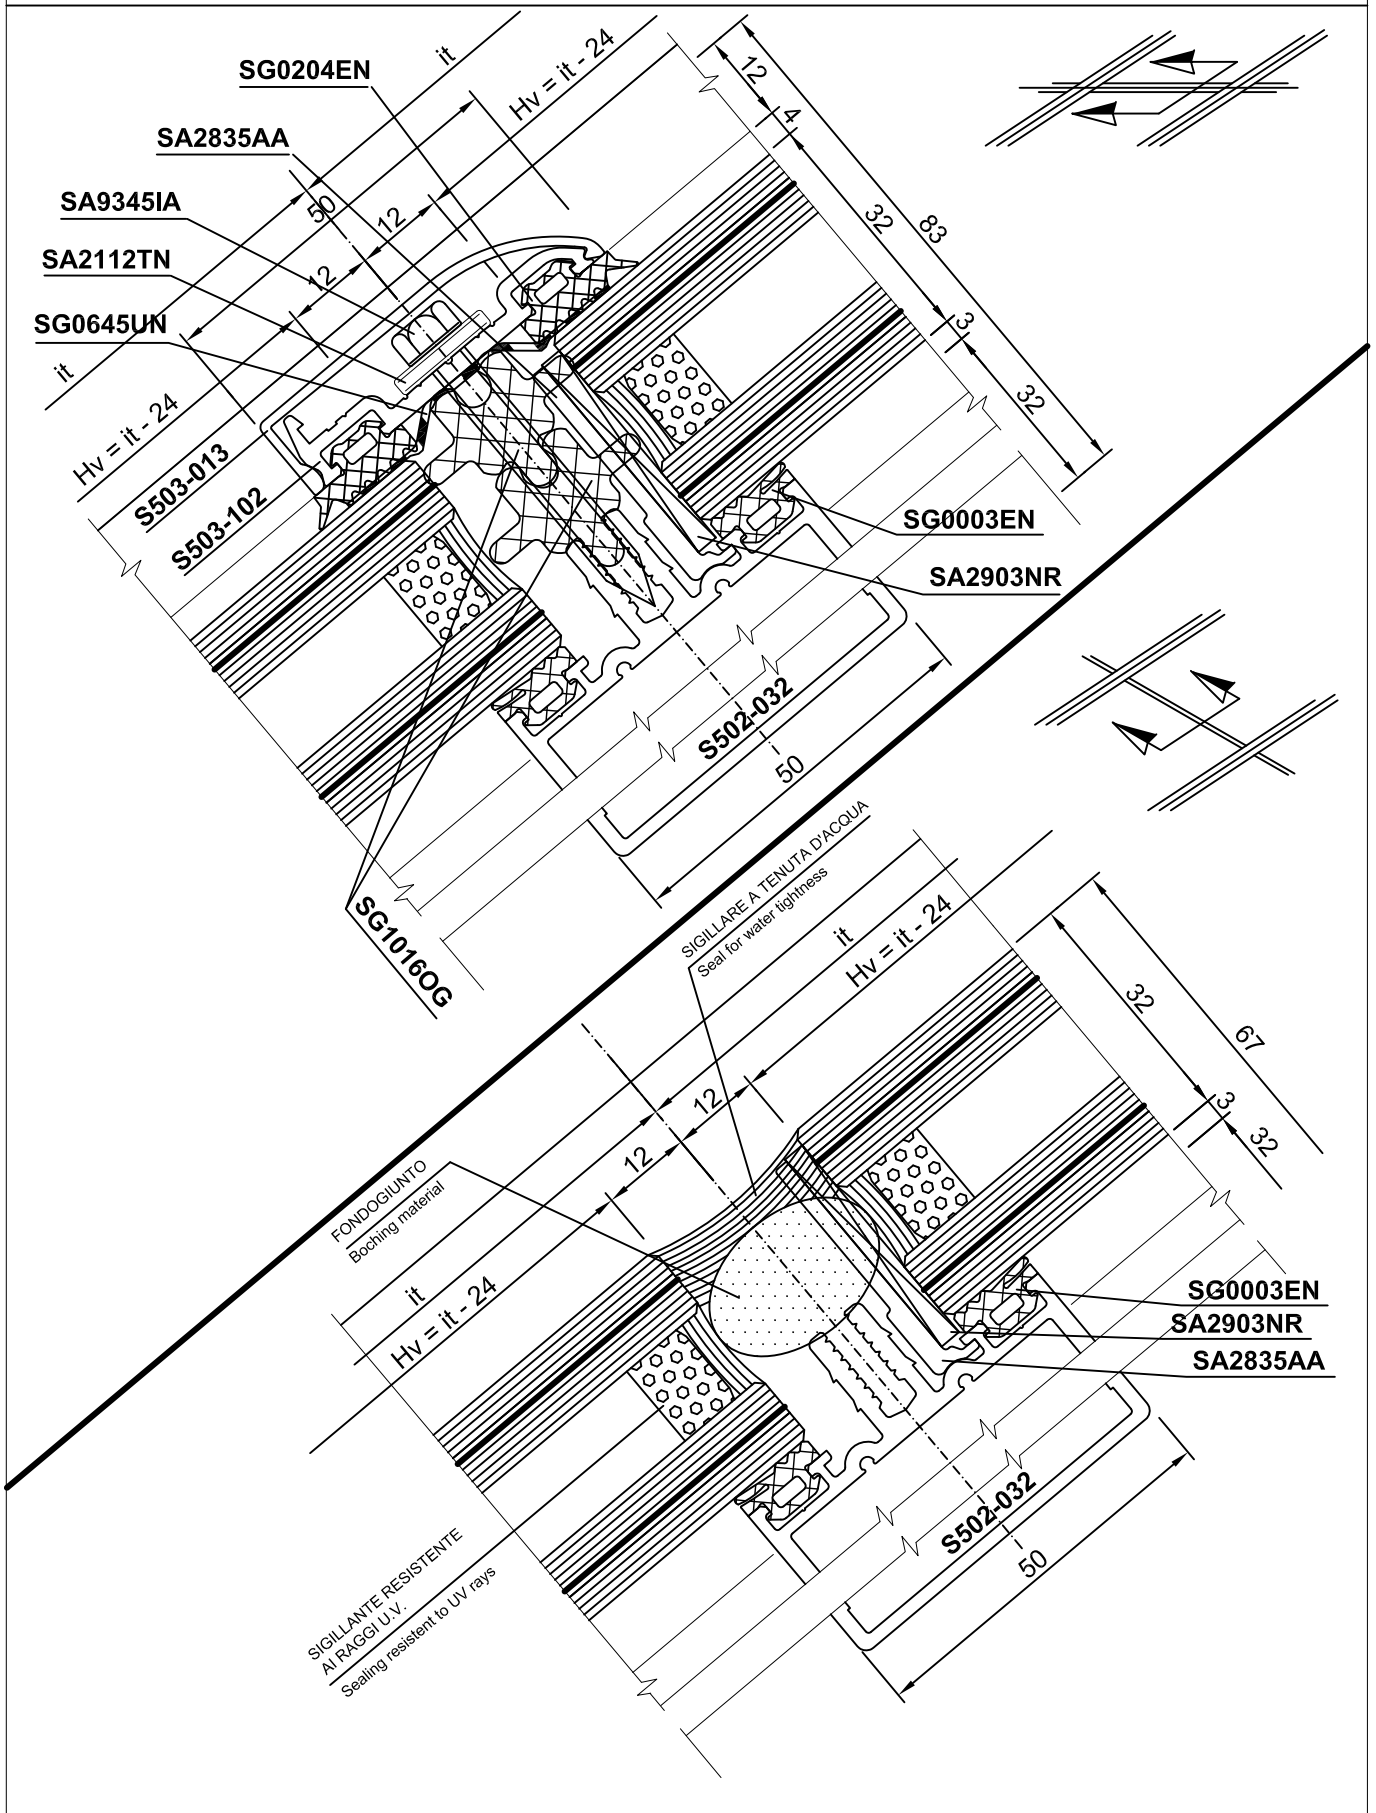 it
Hv = it - 24
SG0204EN
SA2835AA
SA9345IA
SA2112TN
SG0645UN
50
12
12
it
Hv = it - 24
S503-013
S503-102
12
4
32
83
3
32
SG0003EN
SA2903NR
S502-032
50
SG1016OG
SIGILLARE A TENUTA D'ACQUA
Seal for water tightness
it
Hv = it - 24
32
67
3
32
12
12
FONDOGIUNTO
Boching material
it
Hv = it - 24
SG0003EN
SA2903NR
SA2835AA
S502-032
50
SIGILLANTE RESISTENTE
AI RAGGI U.V.
Sealing resistent to UV rays